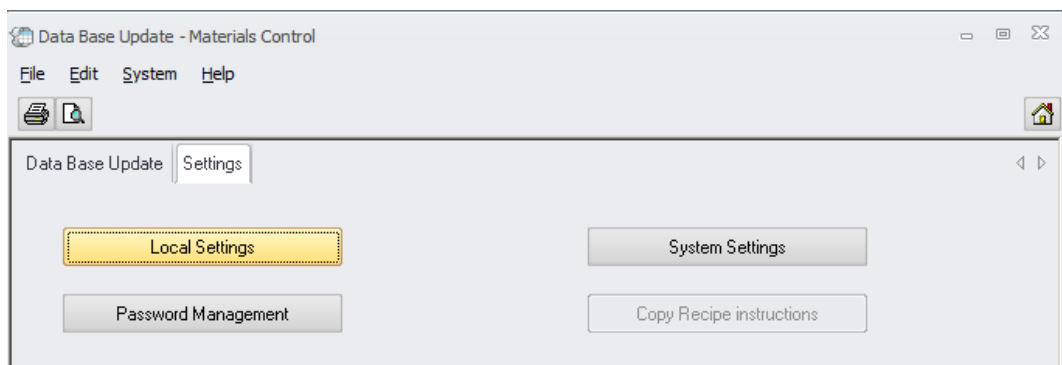 Data Base Update - Materials Control
File Edit System Help
Data Base Update Settings
Local Settings System Settings
Password Management Copy Recipe instructions